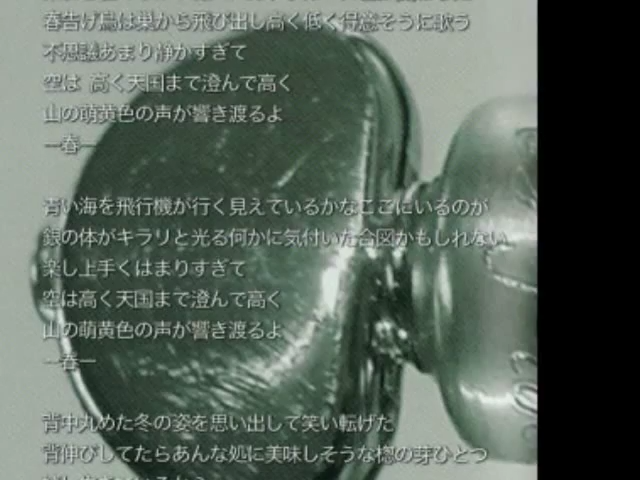 春告げ鳥は巣から飛び出し高く低く得意そうに歌う
不思議あまり静かすぎて
空は 高く天国まで澄んで高く
山の萌黄色の声が響き渡るよ
―春―
青い海を飛行機が行く見えているかなここにいるのが
銀の体がキラリと光る何かに気付いた合図かもしれない
楽し上手くはまりすぎて
空は高く天国まで澄んで高く
山の萌黄色の声が響き渡るよ
―春―
背中丸めた冬の姿を思い出して笑い転げた
背伸びしてたらあんな処に美味しそうな楤の芽ひとつ